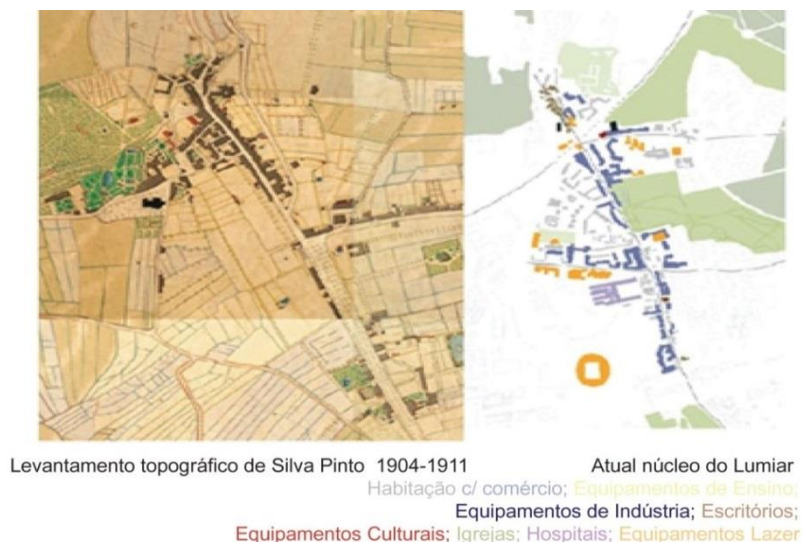 Levantamento topográfico de Silva Pinto 1904-1911
Atual núcleo do Lumiar
Habitação c/ comércio; Equipamentos de Ensino;
Equipamentos de Indústria; Escritórios;
Equipamentos Culturais; Igrejas; Hospitais; Equipamentos Lazer